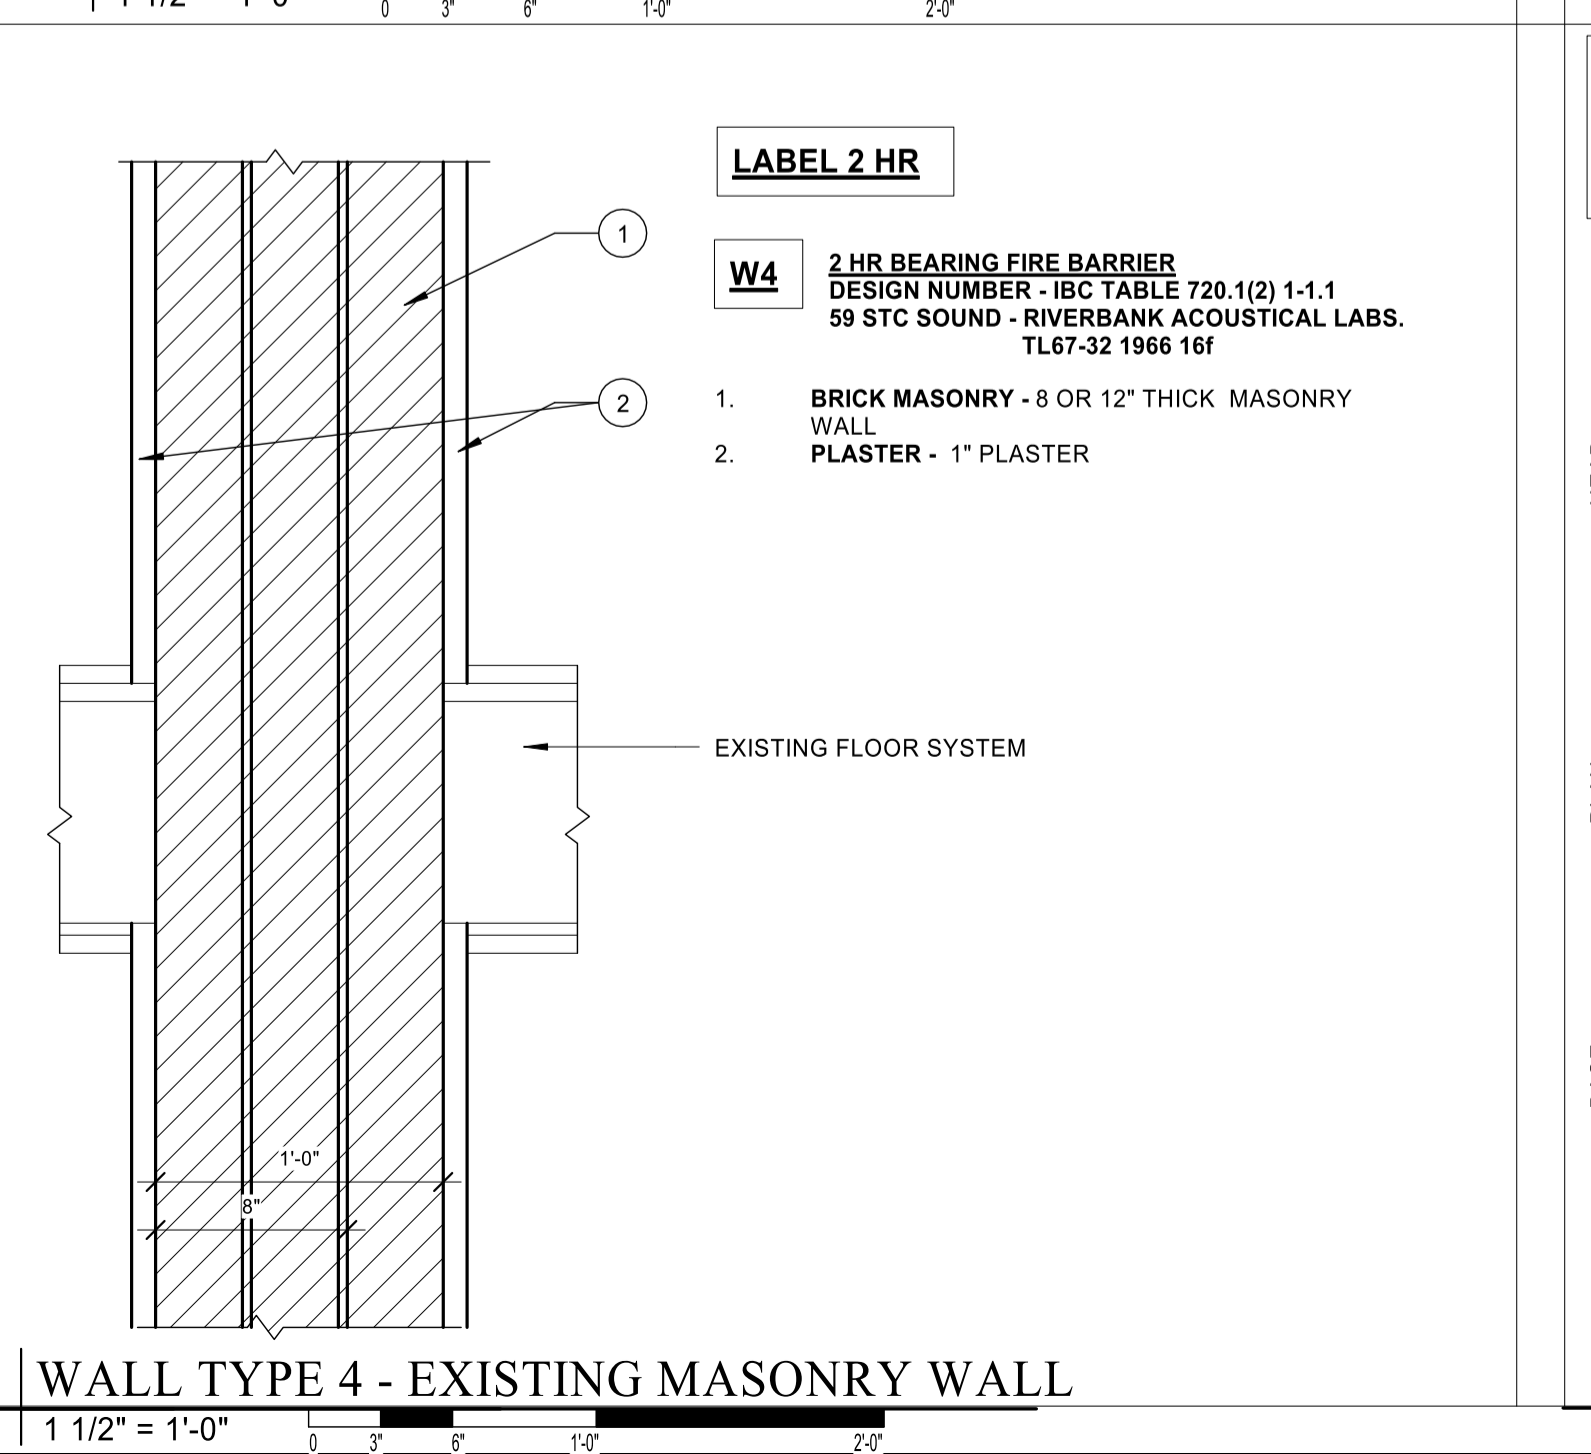 0 3" 6" 1'-0" 2'-0"
LABEL 2 HR
1
W4
2 HR BEARING FIRE BARRIER
DESIGN NUMBER - IBC TABLE 720.1(2) 1-1.1
59 STC SOUND - RIVERBANK ACOUSTICAL LABS.
TL67-32 1966 16f
2
1. BRICK MASONRY - 8 OR 12" THICK MASONRY
WALL
2. PLASTER - 1" PLASTER
EXISTING FLOOR SYSTEM
1'-0"
8"
WALL TYPE 4 - EXISTING MASONRY WALL
1 1/2" = 1'-0"
0 3" 6" 1'-0" 2'-0"